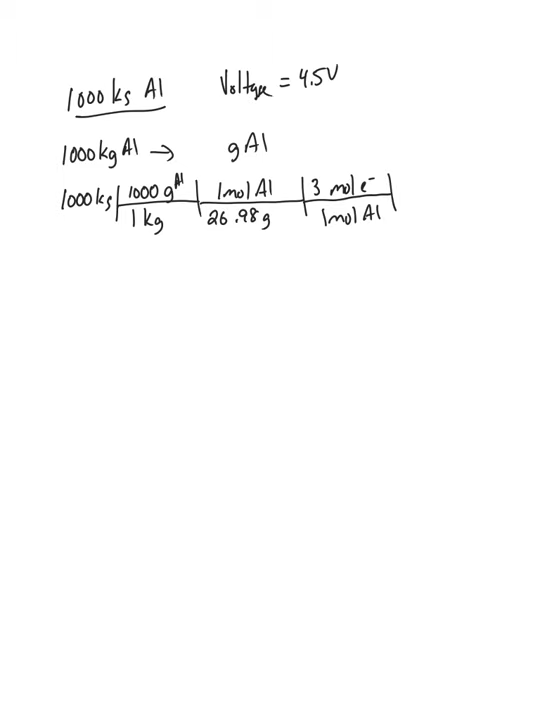 1000 kg Al Voltage = 4.5V
1000 kg Al → g Al
1000 kg | 1000 g Al | 1 mol Al | 3 mol e⁻ |
1 kg | 26.98 g | 1 mol Al